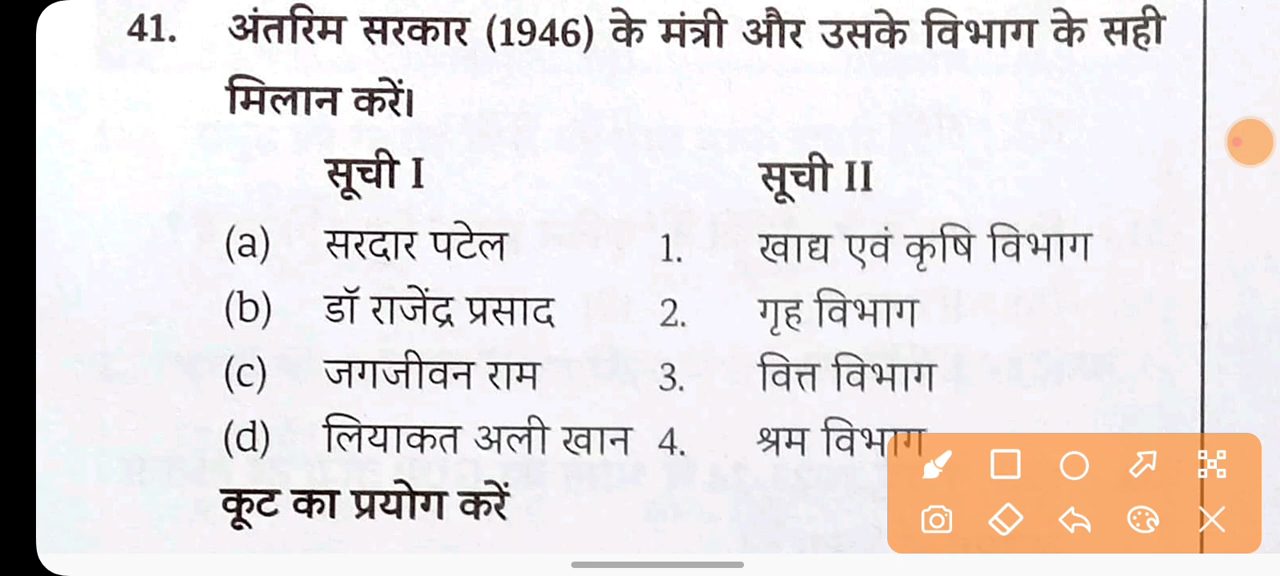 41. अंतरिम सरकार (1946) के मंत्री और उसके विभाग के सही
मिलान करें।
सूची I सूची II
(a) सरदार पटेल 1. खाद्य एवं कृषि विभाग
(b) डॉ राजेंद्र प्रसाद 2. गृह विभाग
(c) जगजीवन राम 3. वित्त विभाग
(d) लियाकत अली खान 4. श्रम विभाग
कूट का प्रयोग करें